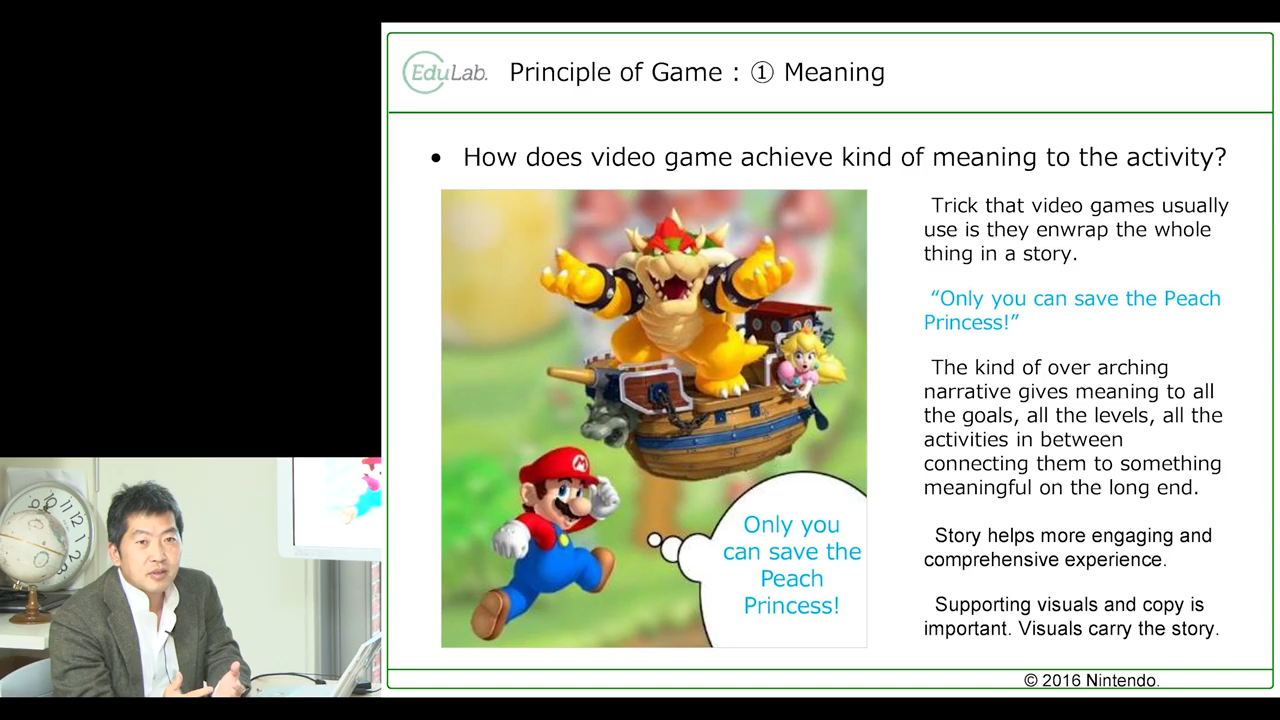 EduLab.
Principle of Game : ① Meaning
• How does video game achieve kind of meaning to the activity?
Trick that video games usually
use is they enwrap the whole
thing in a story.
“Only you can save the Peach
Princess!”
The kind of over arching
narrative gives meaning to all
the goals, all the levels, all the
activities in between
connecting them to something
meaningful on the long end.
Story helps more engaging and
comprehensive experience.
Supporting visuals and copy is
important. Visuals carry the story.
M
Only you
can save the
Peach
Princess!
11
12
1
2
© 2016 Nintendo.